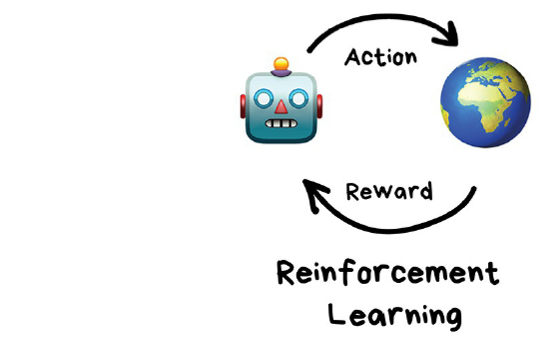 Action
Reward
Reinforcement
Learning